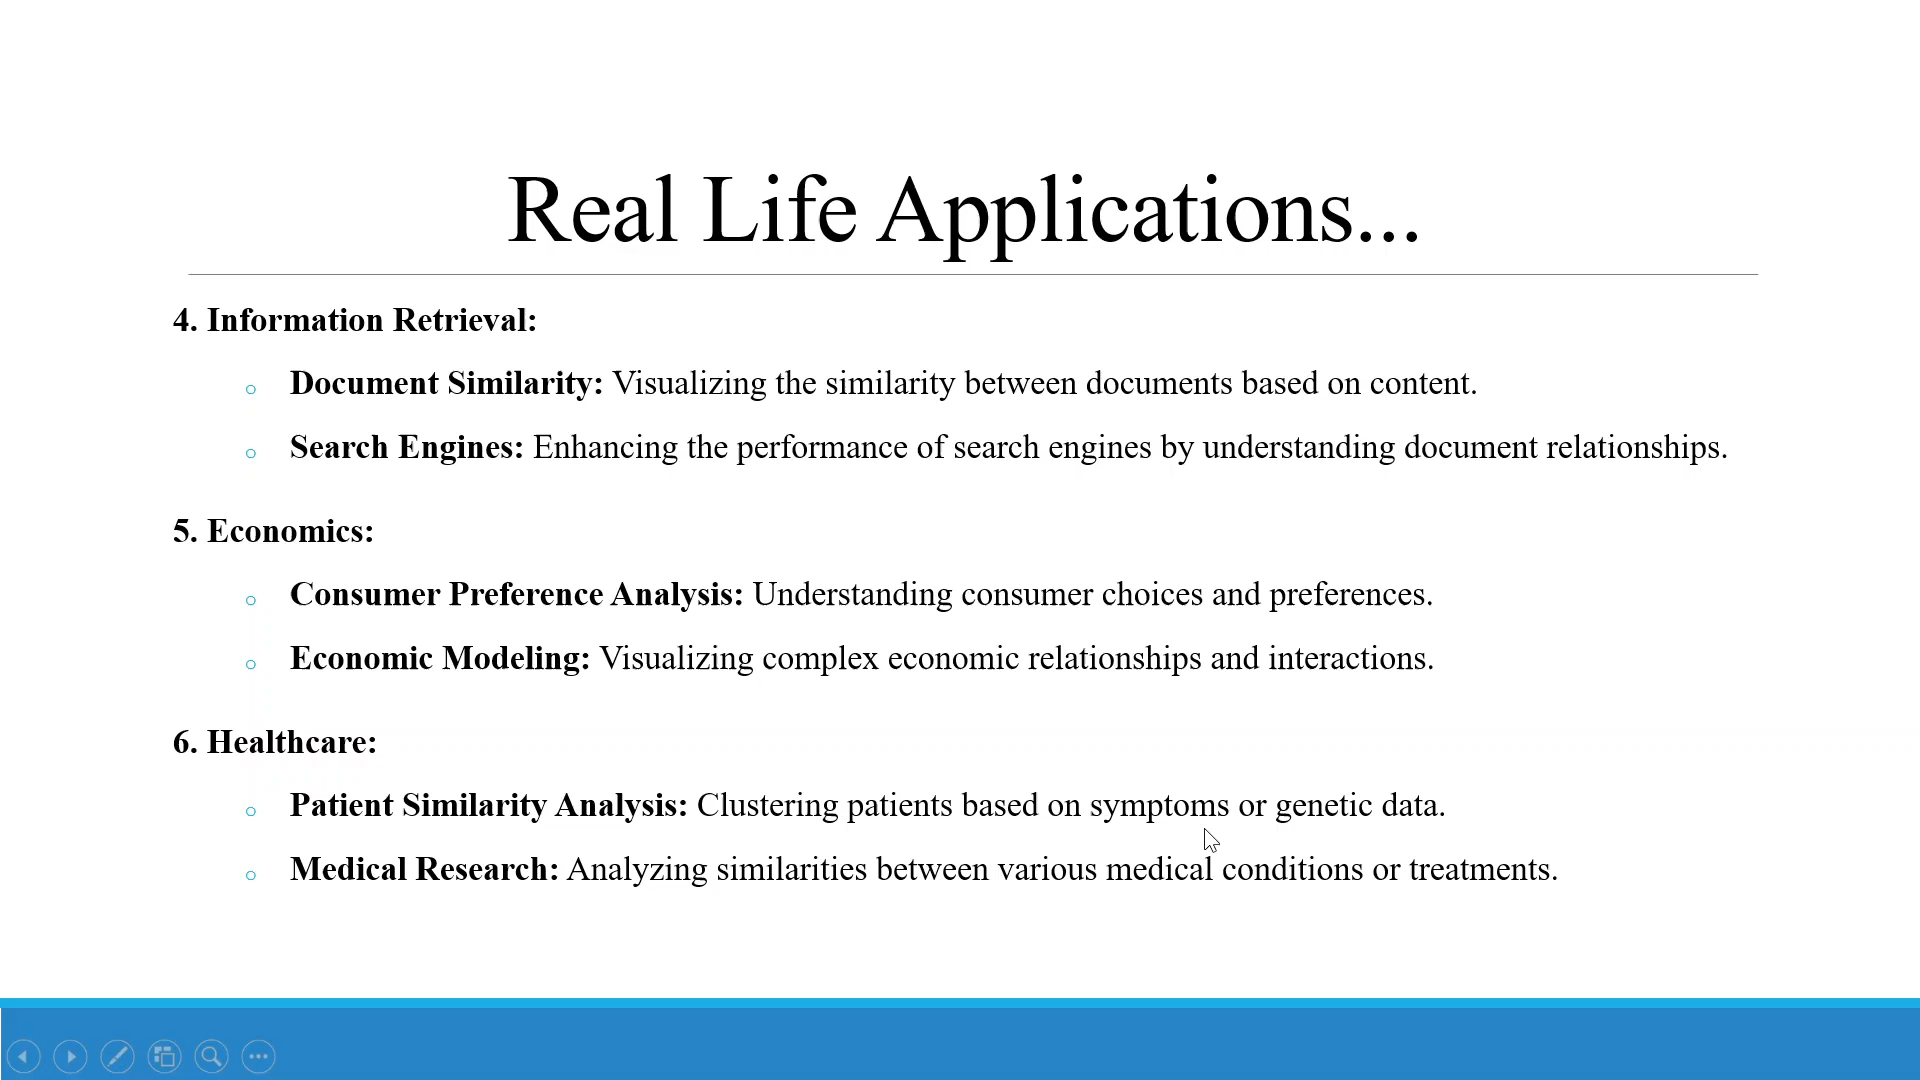 Real Life Applications...
4. Information Retrieval:
Document Similarity: Visualizing the similarity between documents based on content.
Search Engines: Enhancing the performance of search engines by understanding document relationships.
5. Economics:
Consumer Preference Analysis: Understanding consumer choices and preferences.
Economic Modeling: Visualizing complex economic relationships and interactions.
6. Healthcare:
Patient Similarity Analysis: Clustering patients based on symptoms or genetic data.
Medical Research: Analyzing similarities between various medical conditions or treatments.